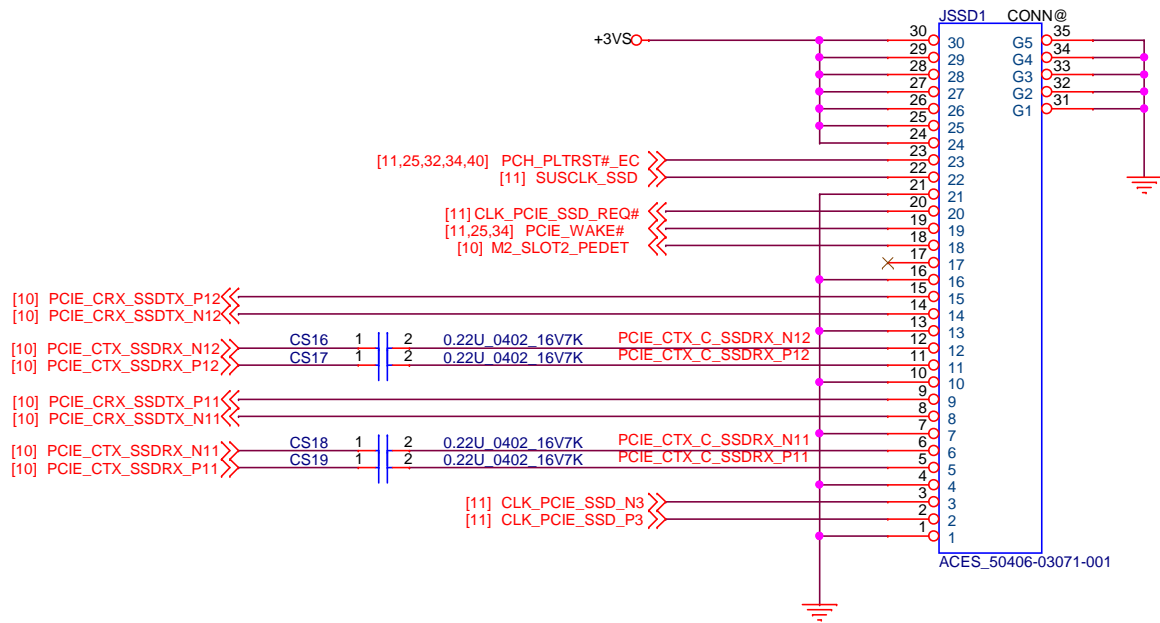 JSSD1 CONN@
+3VS 30 30 G5 35
29 29 G4 34
28 28 G3 33
27 27 G2 32
26 26 G1 31
25 25
24 24
[11,25,32,34,40] PCH_PLTRST#_EC 23 23
[11] SUSCLK_SSD 22 22
21 21
[11] CLK_PCIE_SSD_REQ# 20 20
[11,25,34] PCIE_WAKE# 19 19
[10] M2_SLOT2_PEDET 18 18
17 17
16 16
[10] PCIE_CRX_SSDTX_P12 15 15
[10] PCIE_CRX_SSDTX_N12 14 14
13 13
[10] PCIE_CTX_SSDRX_N12 CS16 1 2 0.22U_0402_16V7K PCIE_CTX_C_SSDRX_N12 12 12
[10] PCIE_CTX_SSDRX_P12 CS17 1 2 0.22U_0402_16V7K PCIE_CTX_C_SSDRX_P12 11 11
10 10
[10] PCIE_CRX_SSDTX_P11 9 9
[10] PCIE_CRX_SSDTX_N11 8 8
7 7
[10] PCIE_CTX_SSDRX_N11 CS18 1 2 0.22U_0402_16V7K PCIE_CTX_C_SSDRX_N11 6 6
[10] PCIE_CTX_SSDRX_P11 CS19 1 2 0.22U_0402_16V7K PCIE_CTX_C_SSDRX_P11 5 5
4 4
[11] CLK_PCIE_SSD_N3 3 3
[11] CLK_PCIE_SSD_P3 2 2
1 1
ACES_50406-03071-001